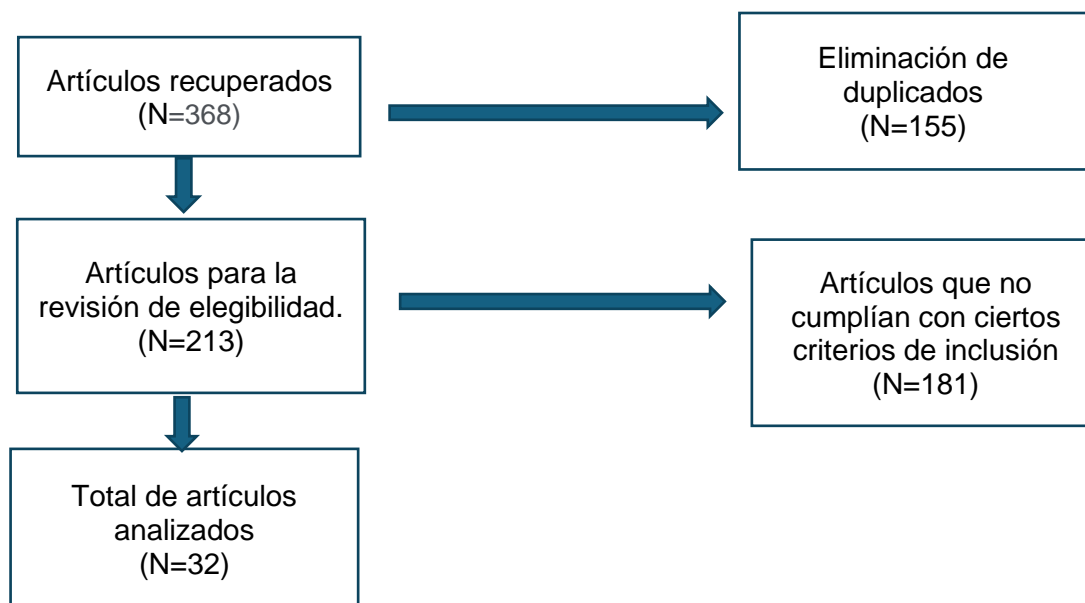 Artículos recuperados
(N=368)
Eliminación de
duplicados
(N=155)
Artículos para la
revisión de elegibilidad.
(N=213)
Artículos que no
cumplían con ciertos
criterios de inclusión
(N=181)
Total de artículos
analizados
(N=32)